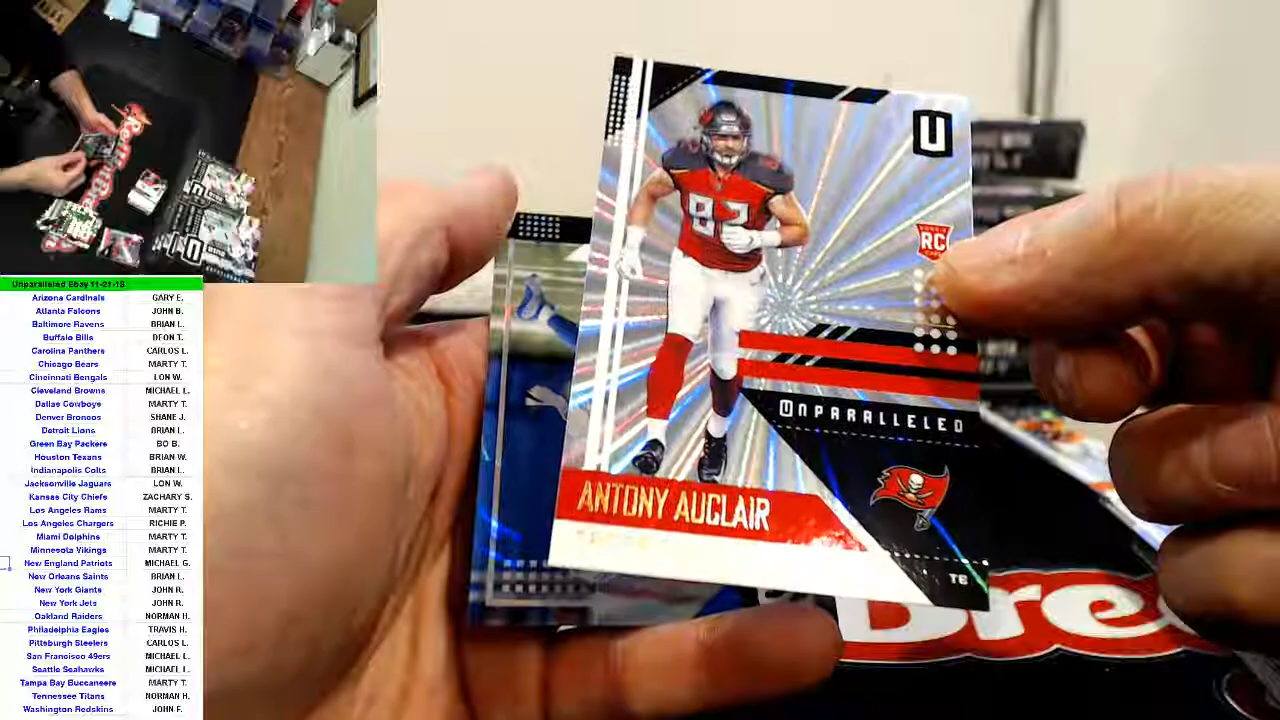 Unparalleled Ebay 11-21-18
Arizona Cardinals GARY E.
Atlanta Falcons JOHN B.
Baltimore Ravens BRIAN L.
Buffalo Bills DEON T.
Carolina Panthers CARLOS L.
Chicago Bears MARTY T.
Cincinnati Bengals LON W.
Cleveland Browns MICHAEL L.
Dallas Cowboys MARTY T.
Denver Broncos SHANE J.
Detroit Lions BRIAN L.
Green Bay Packers BO B.
Houston Texans BRIAN W.
Indianapolis Colts BRIAN L.
Jacksonville Jaguars LON W.
Kansas City Chiefs ZACHARY S.
Los Angeles Rams MARTY T.
Los Angeles Chargers RICHIE P.
Miami Dolphins MARTY T.
Minnesota Vikings MARTY T.
New England Patriots MICHAEL G.
New Orleans Saints BRIAN L.
New York Giants JOHN R.
New York Jets JOHN R.
Oakland Raiders NORMAN H.
Philadelphia Eagles TRAVIS H.
Pittsburgh Steelers CARLOS L.
San Francisco 49ers MICHAEL L.
Seattle Seahawks MICHAEL L.
Tampa Bay Buccaneers MARTY T.
Tennessee Titans NORMAN H.
Washington Redskins JOHN F.
U
RC
82
UNPARALLELED
ANTONY AUCLAIR
TE
Bre